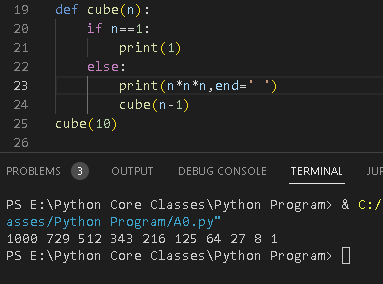 19 def cube(n):
20 if n==1:
21 print(1)
22 else:
23 print(n*n*n,end=' ')
24 cube(n-1)
25 cube(10)
26
PROBLEMS 3 OUTPUT DEBUG CONSOLE TERMINAL JUP
PS E:\Python Core Classes\Python Program> & C:/
asses/Python Program/A0.py"
1000 729 512 343 216 125 64 27 8 1
PS E:\Python Core Classes\Python Program>